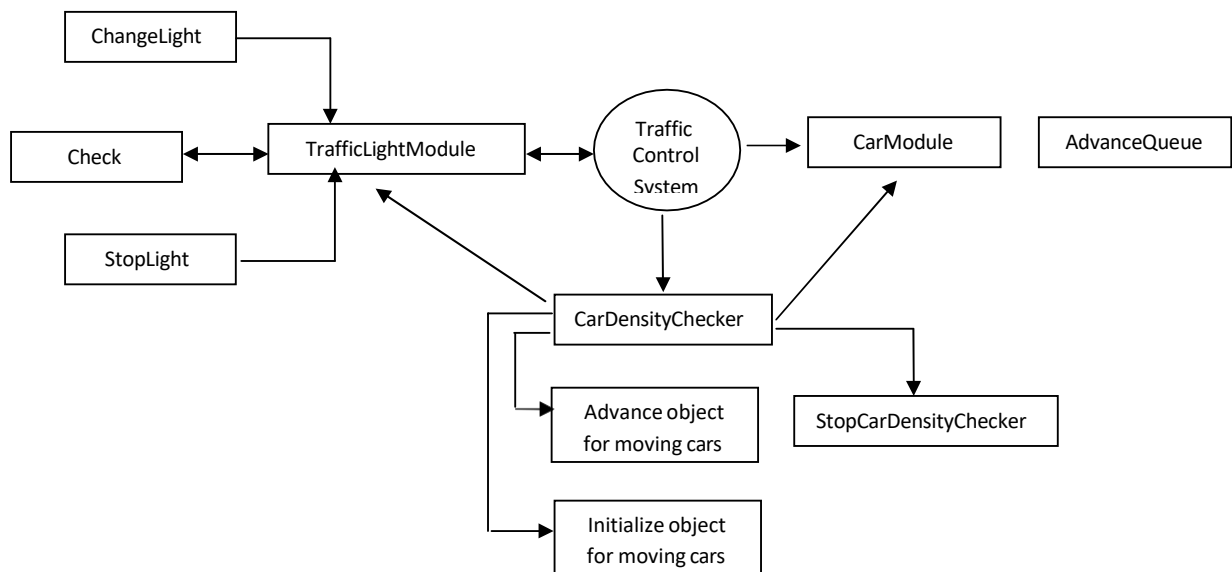 ChangeLight
Check
TrafficLightModule
Traffic
Control
System
CarModule
AdvanceQueue
StopLight
CarDensityChecker
Advance object
for moving cars
StopCarDensityChecker
Initialize object
for moving cars